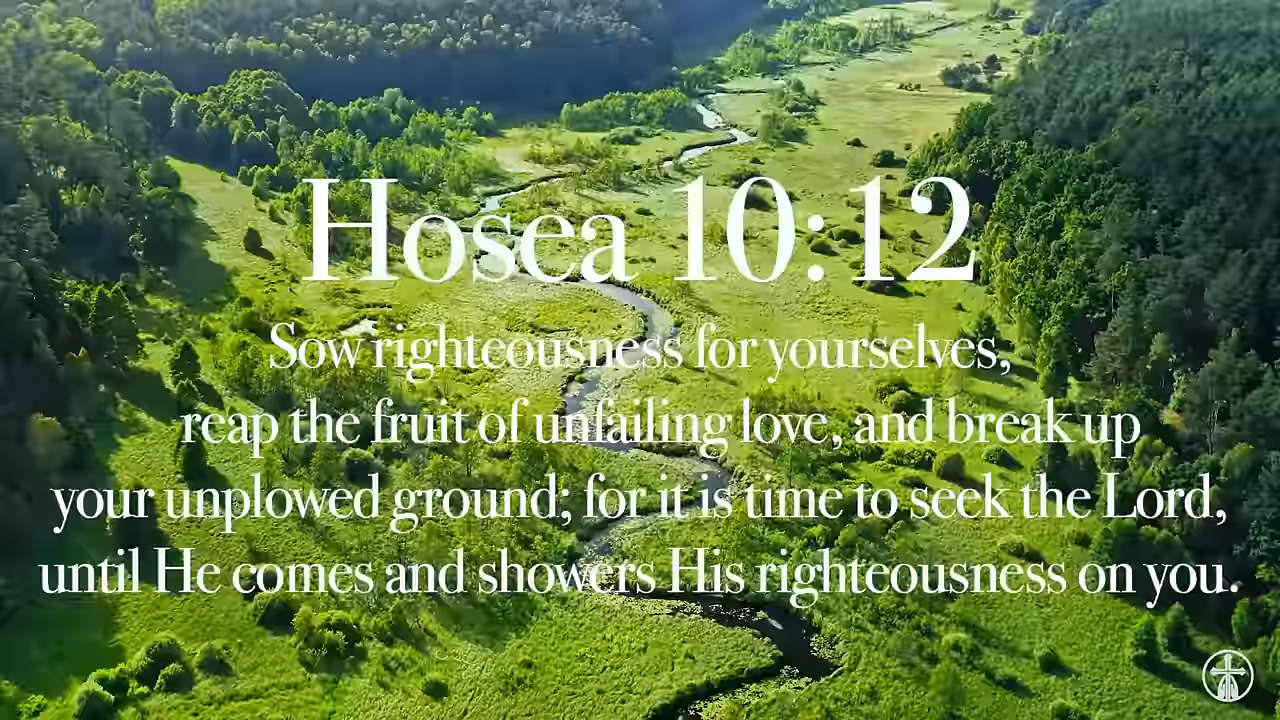 Hosea 10:12
Sow righteousness for yourselves,
reap the fruit of unfailing love, and break up
your unplowed ground; for it is time to seek the Lord,
until He comes and showers His righteousness on you.